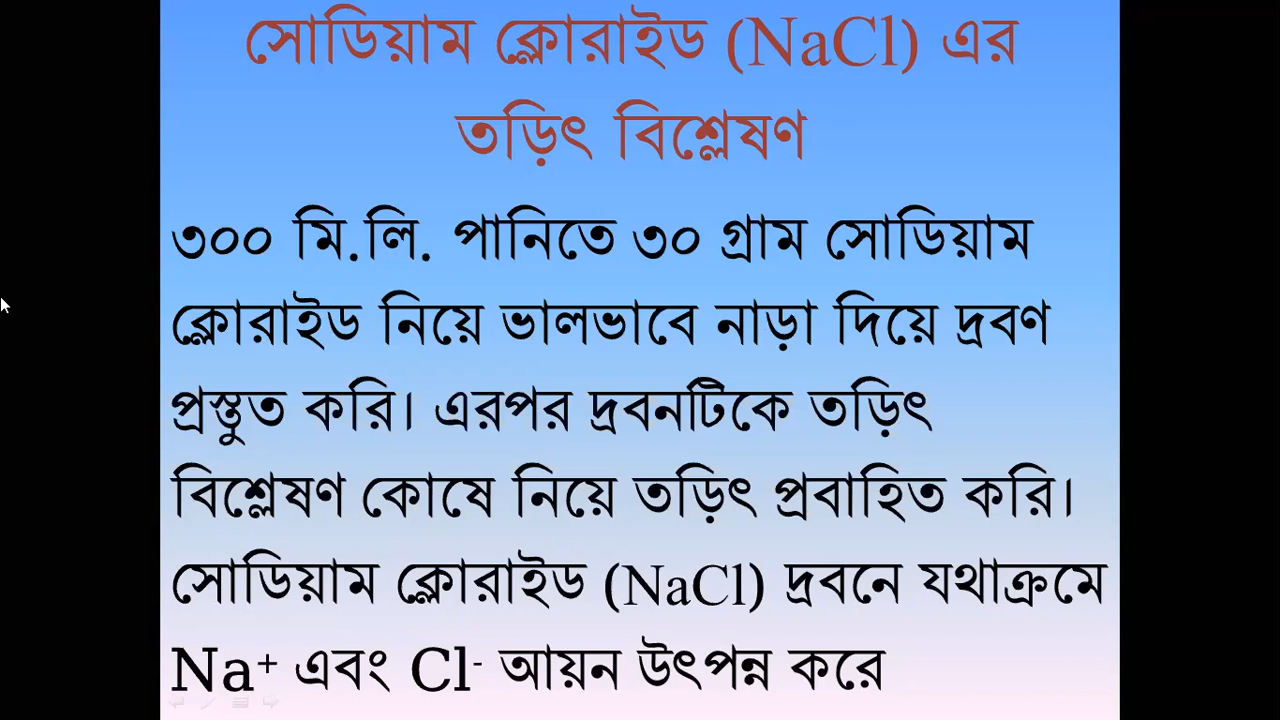 সোডিয়াম ক্লোরাইড (NaCl) এর
তড়িৎ বিশ্লেষণ
৩০০ মি.লি. পানিতে ৩০ গ্রাম সোডিয়াম
ক্লোরাইড নিয়ে ভালভাবে নাড়া দিয়ে দ্রবণ
প্রস্তুত করি। এরপর দ্রবনটিকে তড়িৎ
বিশ্লেষণ কোষে নিয়ে তড়িৎ প্রবাহিত করি।
সোডিয়াম ক্লোরাইড (NaCl) দ্রবনে যথাক্রমে
Na⁺ এবং Cl⁻ আয়ন উৎপন্ন করে